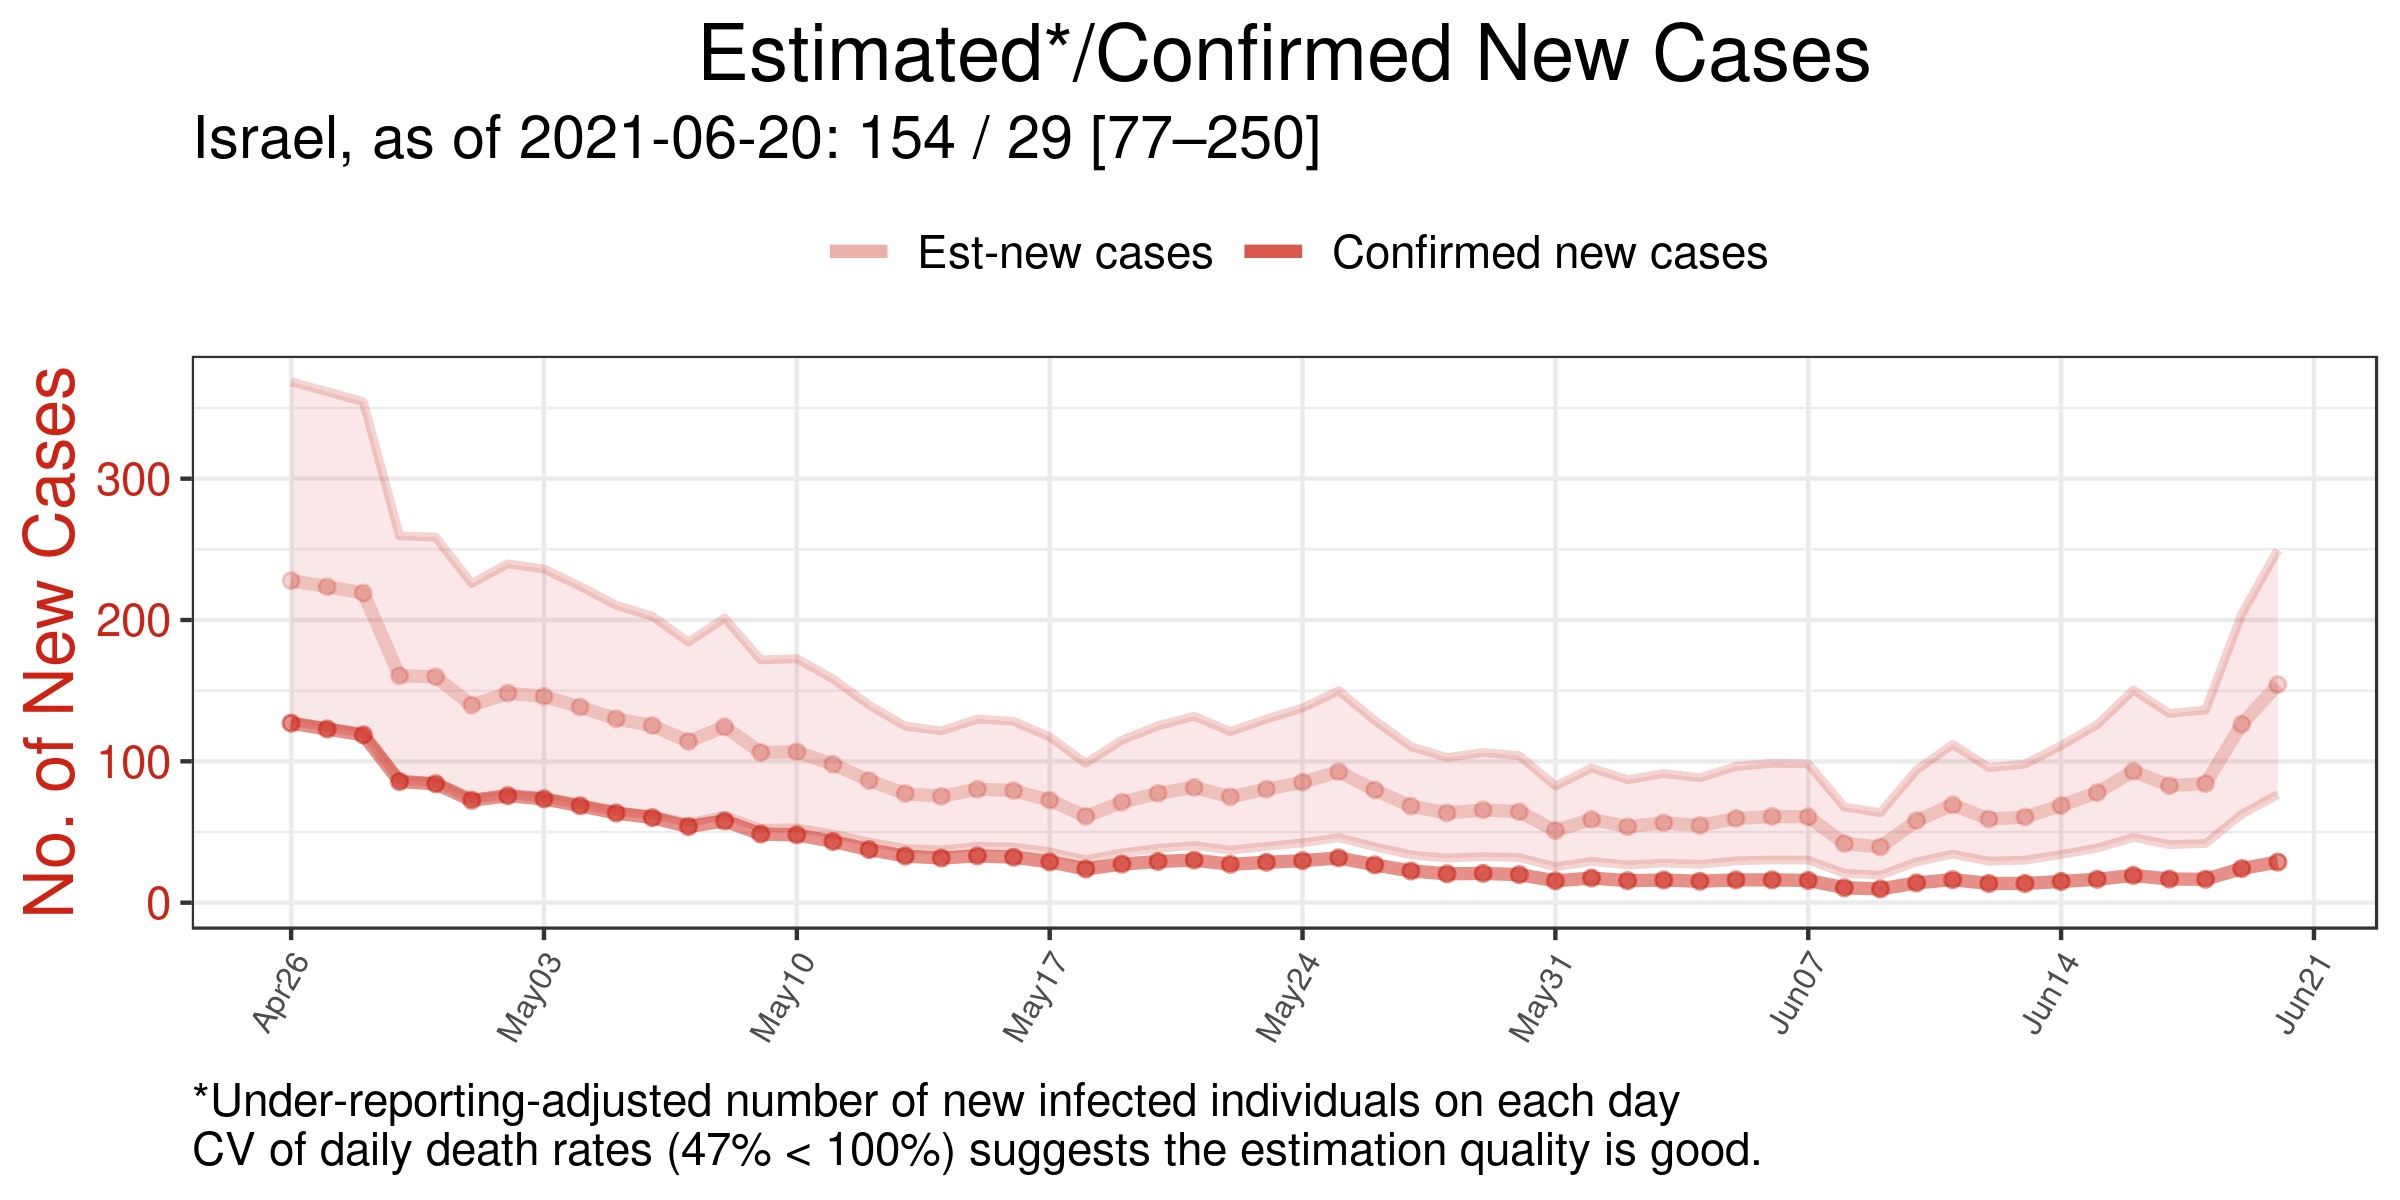 Estimated*/Confirmed New Cases
Israel, as of 2021-06-20: 154 / 29 [77–250]
Est-new cases
Confirmed new cases
No. of New Cases
300
200
100
0
Apr26
May03
May10
May17
May24
May31
Jun07
Jun14
Jun21
*Under-reporting-adjusted number of new infected individuals on each day
CV of daily death rates (47% < 100%) suggests the estimation quality is good.